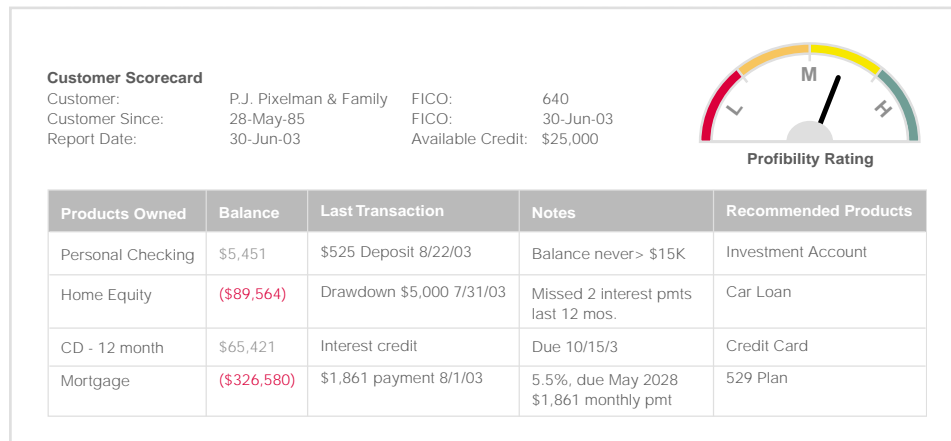 Customer Scorecard
Customer: P.J. Pixelman & Family FICO: 640
Customer Since: 28-May-85 FICO: 30-Jun-03
Report Date: 30-Jun-03 Available Credit: $25,000
L M H
Profibility Rating
Products Owned Balance Last Transaction Notes Recommended Products
Personal Checking $5,451 $525 Deposit 8/22/03 Balance never> $15K Investment Account
Home Equity ($89,564) Drawdown $5,000 7/31/03 Missed 2 interest pmts Car Loan
last 12 mos.
CD - 12 month $65,421 Interest credit Due 10/15/3 Credit Card
Mortgage ($326,580) $1,861 payment 8/1/03 5.5%, due May 2028 529 Plan
$1,861 monthly pmt